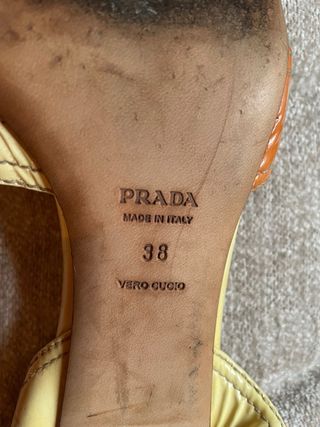 PRADA
MADE IN ITALY
38
VERO CUOIO